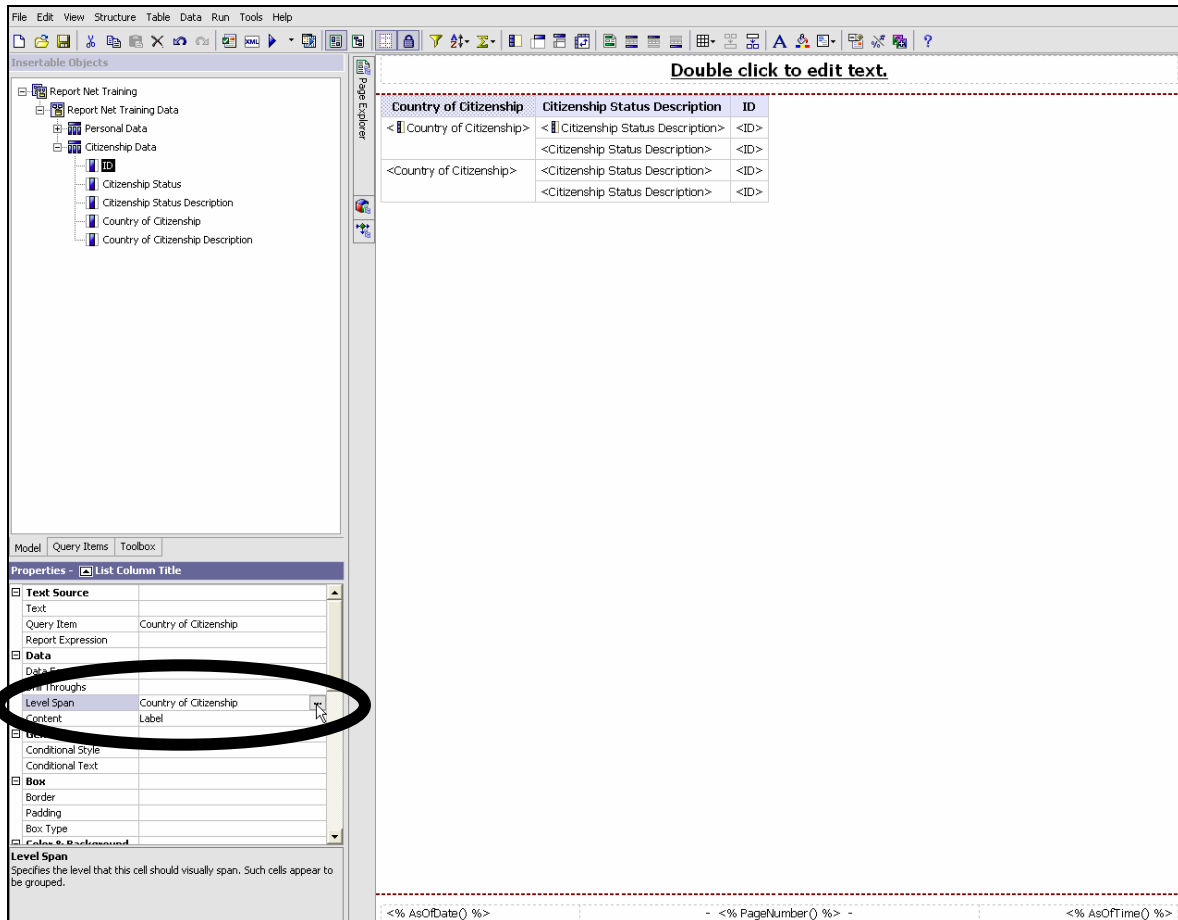 File Edit View Structure Table Data Run Tools Help
Insertable Objects
Report Net Training
Report Net Training Data
Personal Data
Citizenship Data
ID
Citizenship Status
Citizenship Status Description
Country of Citizenship
Country of Citizenship Description
Model Query Items Toolbox
Properties - List Column Title
Text Source
Text
Query Item Country of Citizenship
Report Expression
Data
Data
Drill Throughs
Level Span Country of Citizenship ...
Content Label
Conditional Style
Conditional Text
Box
Border
Padding
Box Type
Color & Background
Level Span
Specifies the level that this cell should visually span. Such cells appear to
be grouped.
Page Explorer
Double click to edit text.
Country of Citizenship Citizenship Status Description ID
<Country of Citizenship> <Citizenship Status Description> <ID>
<Citizenship Status Description> <ID>
<Country of Citizenship> <Citizenship Status Description> <ID>
<Citizenship Status Description> <ID>
<% AsOfDate() %> - <% PageNumber() %> - <% AsOfTime() %>